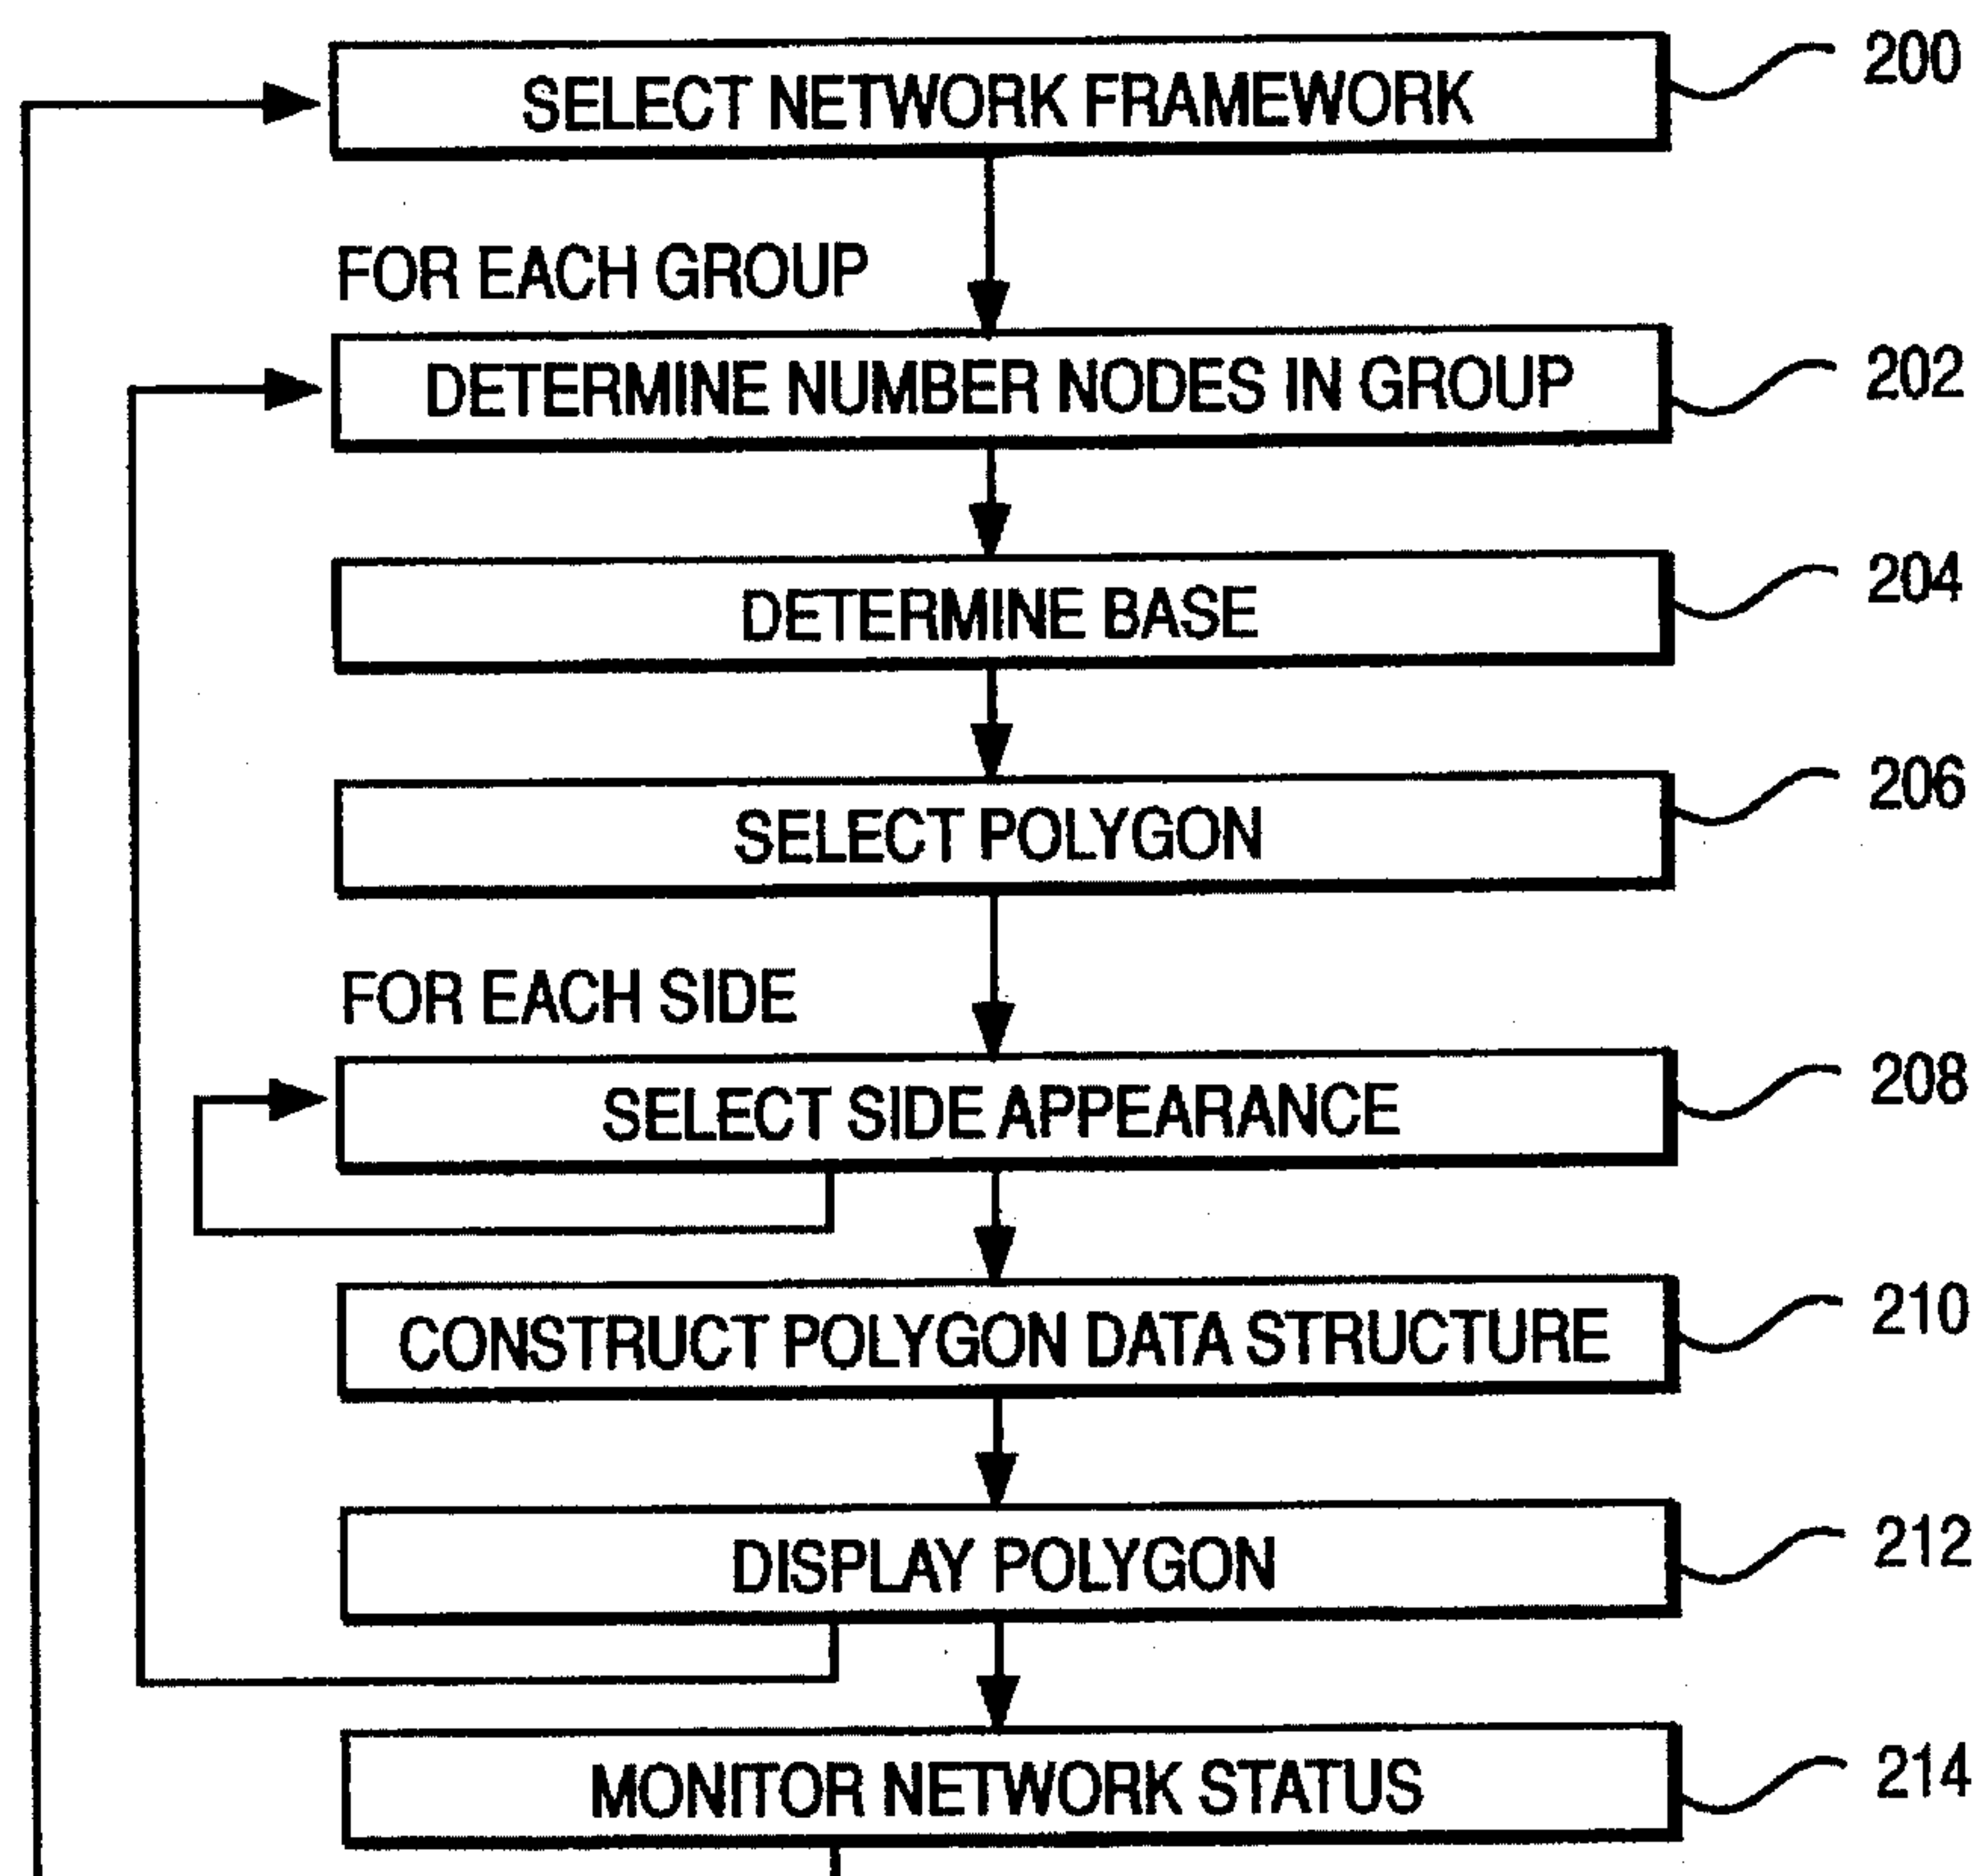 SELECT NETWORK FRAMEWORK 200
FOR EACH GROUP
DETERMINE NUMBER NODES IN GROUP 202
DETERMINE BASE 204
SELECT POLYGON 206
FOR EACH SIDE
SELECT SIDE APPEARANCE 208
CONSTRUCT POLYGON DATA STRUCTURE 210
DISPLAY POLYGON 212
MONITOR NETWORK STATUS 214